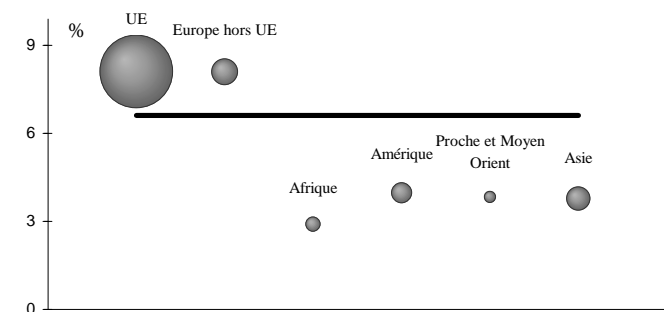 UE
%
Europe hors UE
9
6
Proche et Moyen
Orient
Amérique
Asie
Afrique
3
0